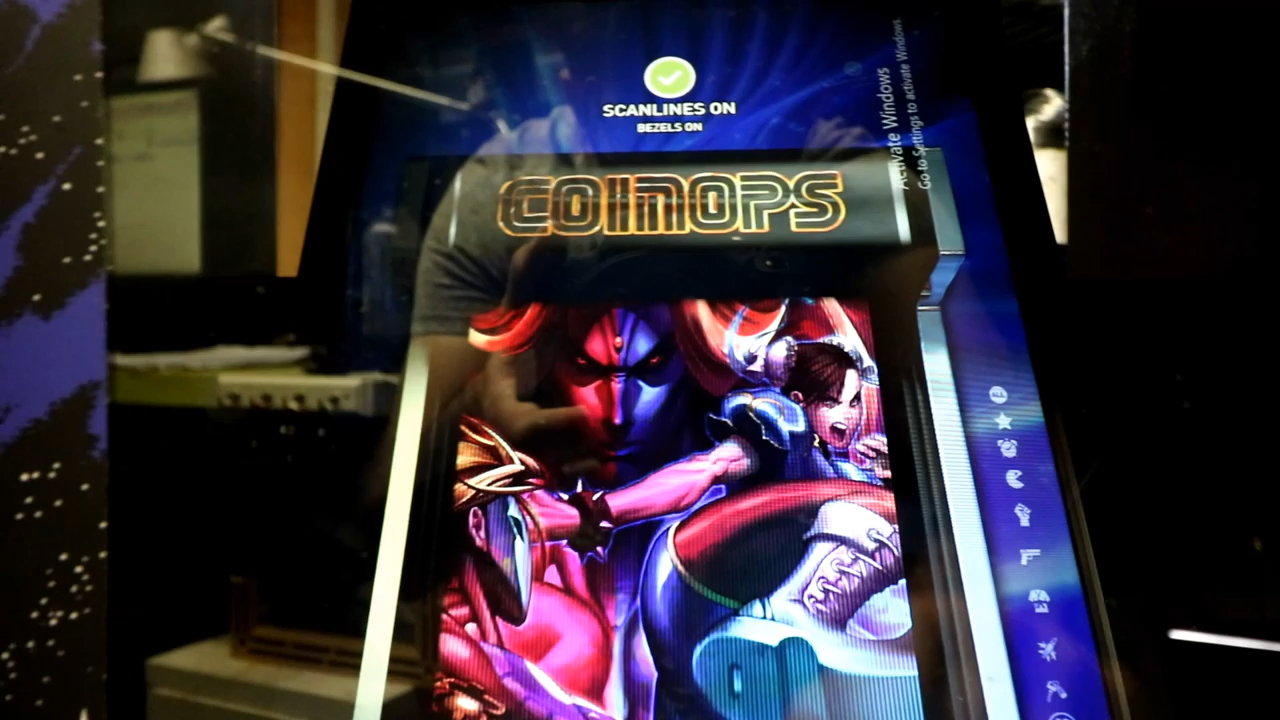 SCANLINES ON
BEZELS ON
COINOPS
Activate Windows
Go to Settings to activate Windows